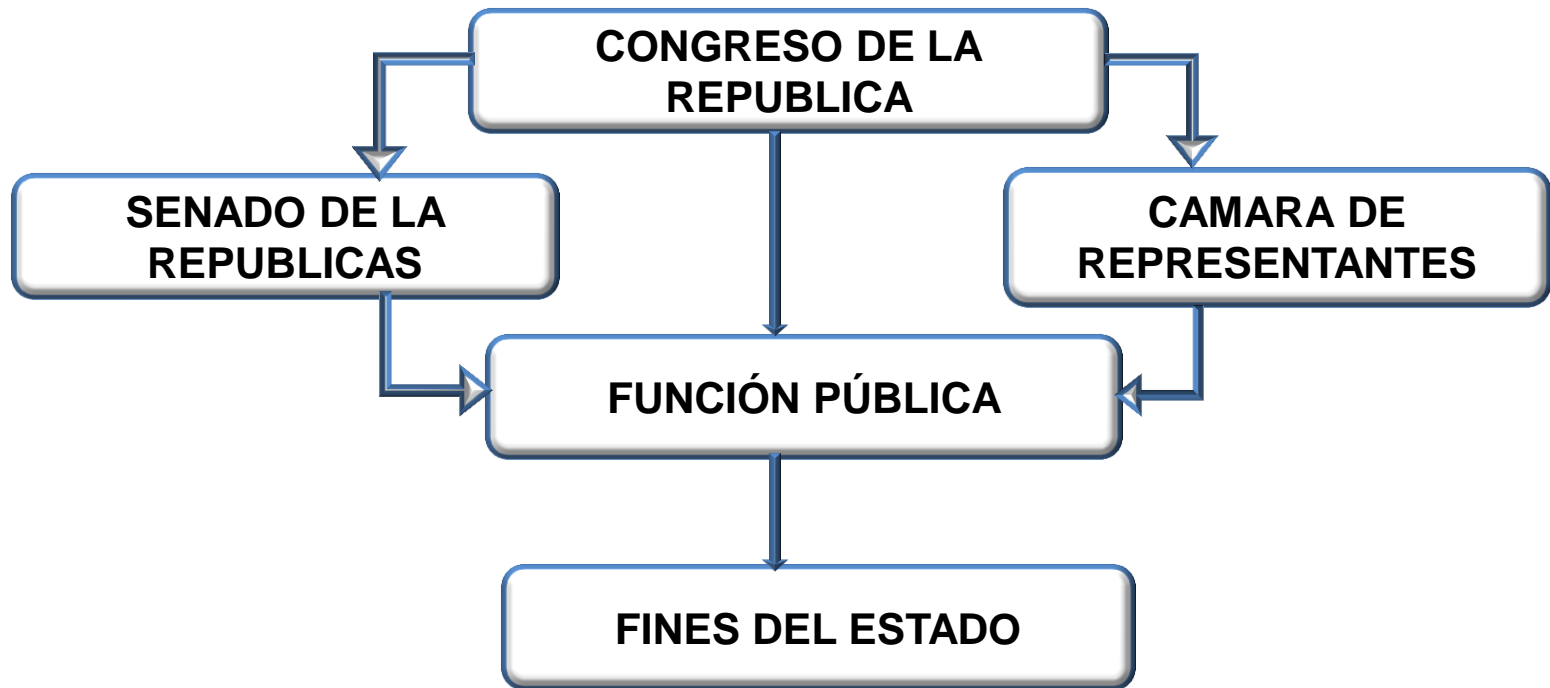 CONGRESO DE LA
REPUBLICA
SENADO DE LA
REPUBLICAS
CAMARA DE
REPRESENTANTES
FUNCIÓN PÚBLICA
FINES DEL ESTADO